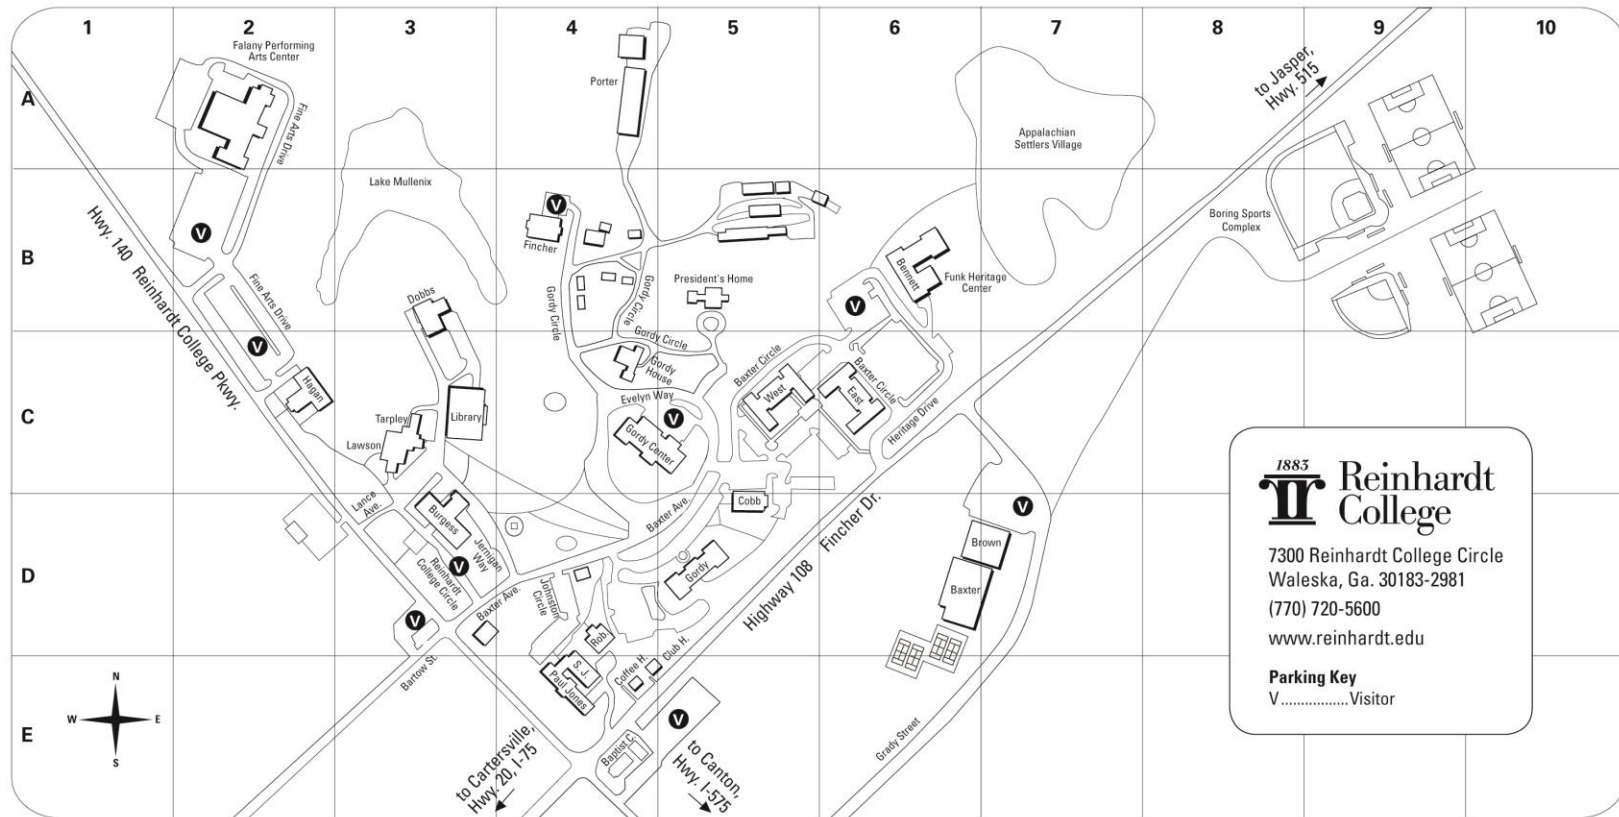 1
2
3
4
5
6
7
8
9
10
A
B
C
D
E
Falany Performing
Arts Center
Fine Arts Drive
Porter
Lake Mullenix
Appalachian
Settlers Village
to Jasper,
Hwy. 515
Hwy. 140 Reinhardt College Pkwy.
V
V
Fincher
Boring Sports
Complex
Bennett
Funk Heritage
Center
President's Home
Dobbs
Fine Arts Drive
Gordy Circle
Gordy Circle
Gordy Circle
V
V
Gordy
House
Baxter Circle
Baxter Circle
Hagan
West
East
Evelyn Way
V
Tarpley
Library
Lawson
Gordy Center
Heritage Drive
Lance
Ave.
Burgess
Jernigan
Way
Reinhardt
College Circle
V
V
Baxter Ave.
Baxter Ave.
Cobb
Gordy
Highway 108 Fincher Dr.
V
Brown
Baxter
Johnston
Circle
Rob.
S. J.
Paul Jones
Coffee H.
Club H.
Bartow St.
V
Baptist C.
Grady Street
to Cartersville,
Hwy. 20, I-75
to Canton,
Hwy. I-575
N
W
E
S
1883
Reinhardt
College
7300 Reinhardt College Circle
Waleska, Ga. 30183-2981
(770) 720-5600
www.reinhardt.edu
Parking Key
V.................Visitor